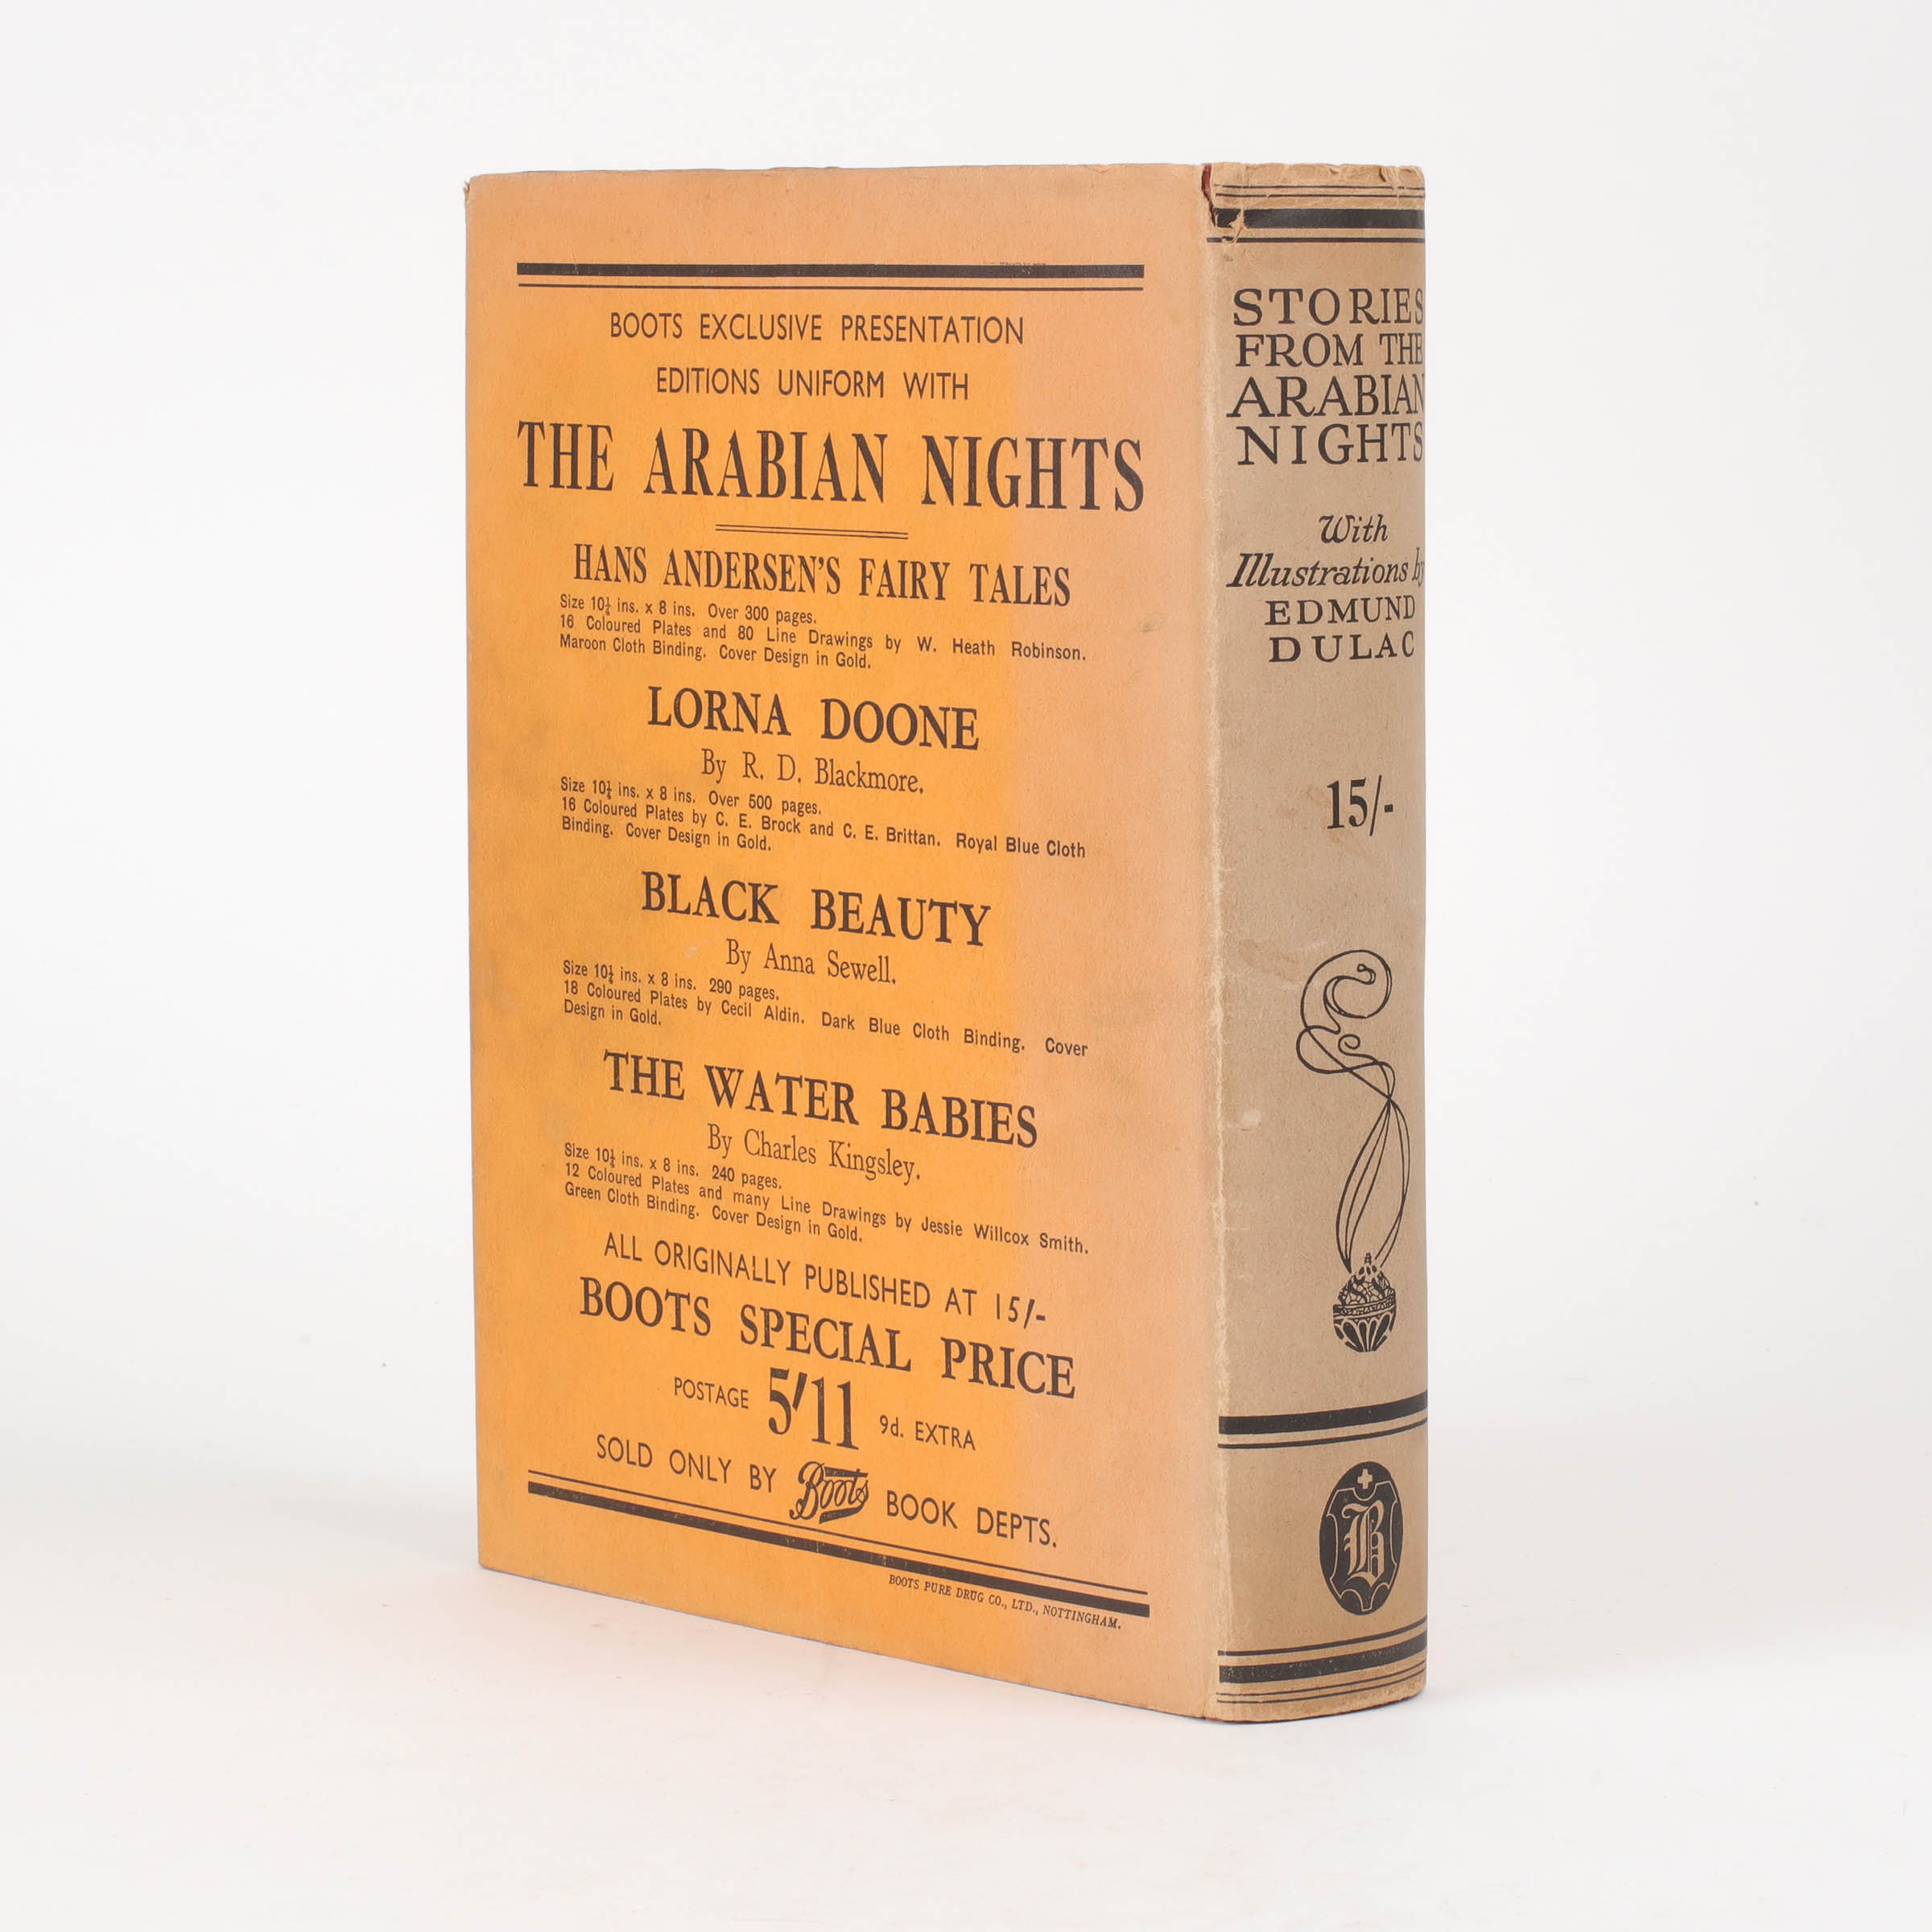 BOOTS EXCLUSIVE PRESENTATION
EDITIONS UNIFORM WITH
THE ARABIAN NIGHTS
HANS ANDERSEN'S FAIRY TALES
Size 10½ ins. x 8 ins. Over 300 pages.
16 Coloured Plates and 80 Line Drawings by W. Heath Robinson.
Maroon Cloth Binding. Cover Design in Gold.
LORNA DOONE
By R. D. Blackmore.
Size 10½ ins. x 8 ins. Over 500 pages.
16 Coloured Plates by C. E. Brock and C. E. Brittan. Royal Blue Cloth
Binding. Cover Design in Gold.
BLACK BEAUTY
By Anna Sewell.
Size 10½ ins. x 8 ins. 290 pages.
18 Coloured Plates by Cecil Aldin. Dark Blue Cloth Binding. Cover
Design in Gold.
THE WATER BABIES
By Charles Kingsley.
Size 10½ ins. x 8 ins. 240 pages.
12 Coloured Plates and many Line Drawings by Jessie Willcox Smith.
Green Cloth Binding. Cover Design in Gold.
ALL ORIGINALLY PUBLISHED AT 15/-
BOOTS SPECIAL PRICE
POSTAGE 5/11 9d. EXTRA
SOLD ONLY BY Boots BOOK DEPTS.
BOOTS PURE DRUG CO., LTD., NOTTINGHAM.
STORIES
FROM THE
ARABIAN
NIGHTS
With
Illustrations by
EDMUND
DULAC
15/-
B